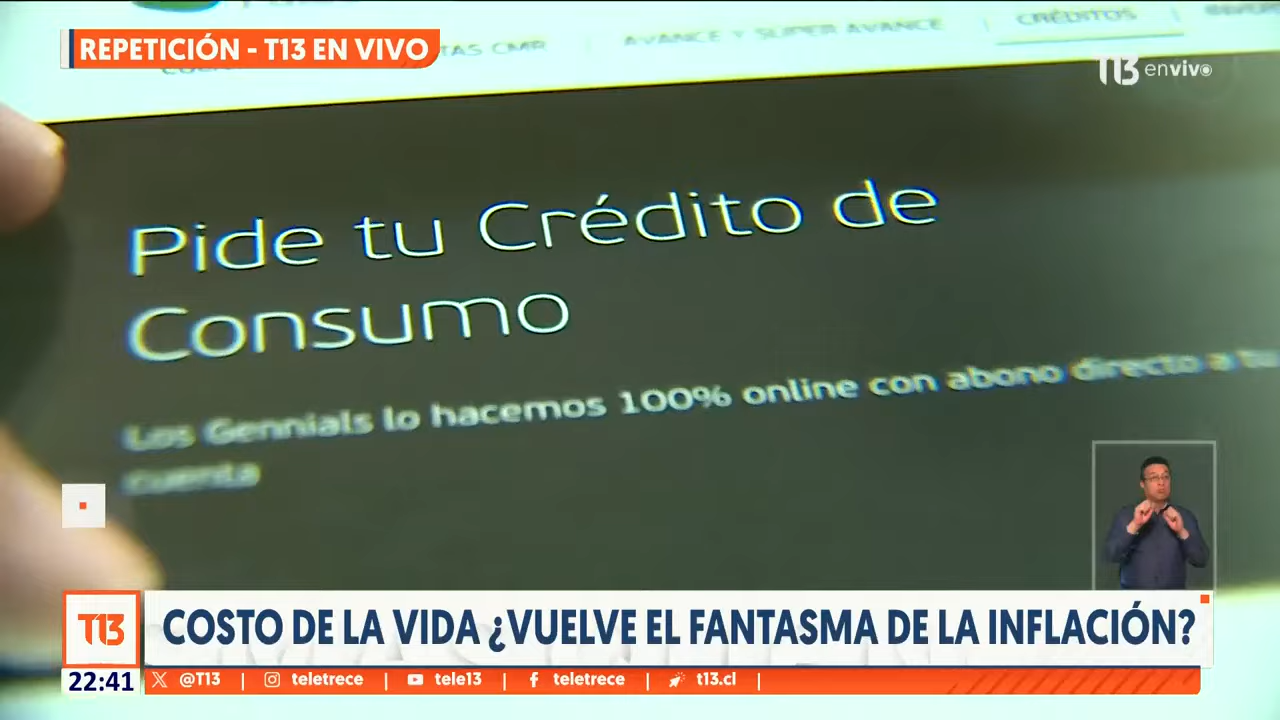 REPETICIÓN - T13 EN VIVO
TAS CMR
AVANCE Y SUPER AVANCE
CRÉDITOS
T13 envivo
Pide tu Crédito de
Consumo
Los Gennials lo hacemos 100% online con abono directo a tu
cuenta
T13
COSTO DE LA VIDA ¿VUELVE EL FANTASMA DE LA INFLACIÓN?
22:41
@T13 | teletrece | tele13 | teletrece | t13.cl |